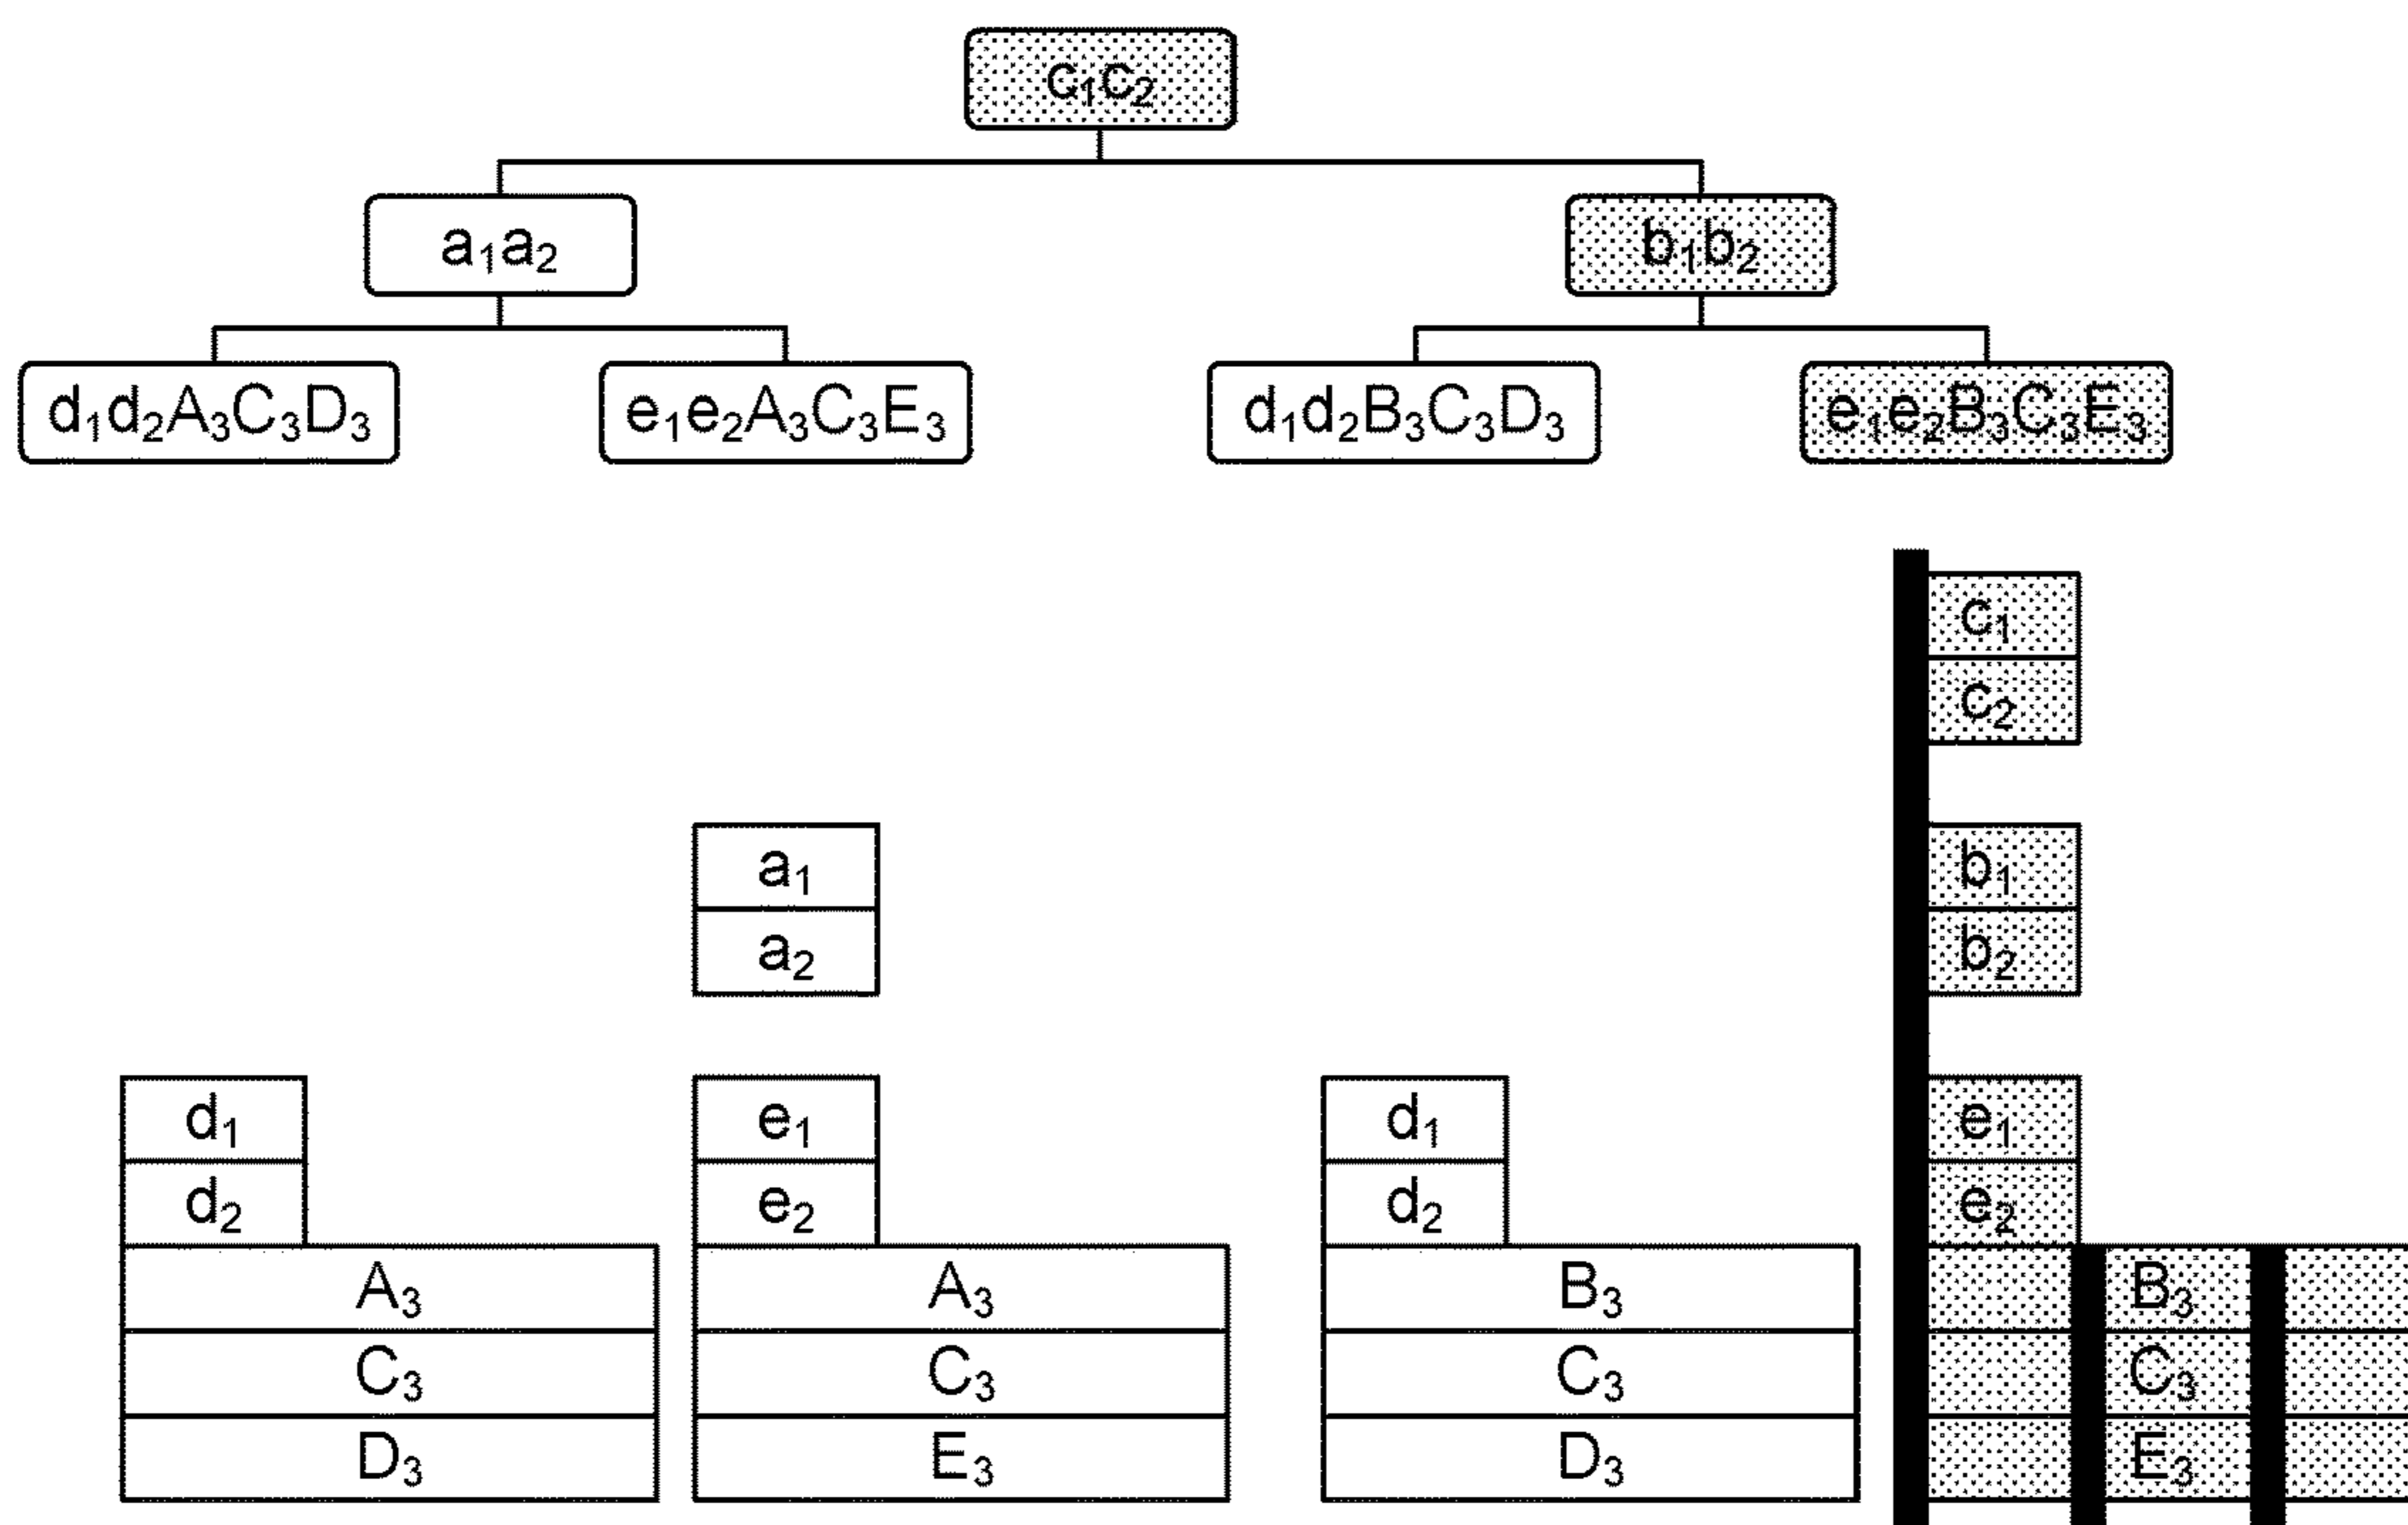 c₁c₂
a₁a₂ b₁b₂
d₁d₂A₃C₃D₃ e₁e₂A₃C₃E₃ d₁d₂B₃C₃D₃ e₁e₂B₃C₃E₃
c₁
c₂
a₁ b₁
a₂ b₂
d₁ e₁ d₁ e₁
d₂ e₂ d₂ e₂
A₃ A₃ B₃ B₃
C₃ C₃ C₃ C₃
D₃ E₃ D₃ E₃